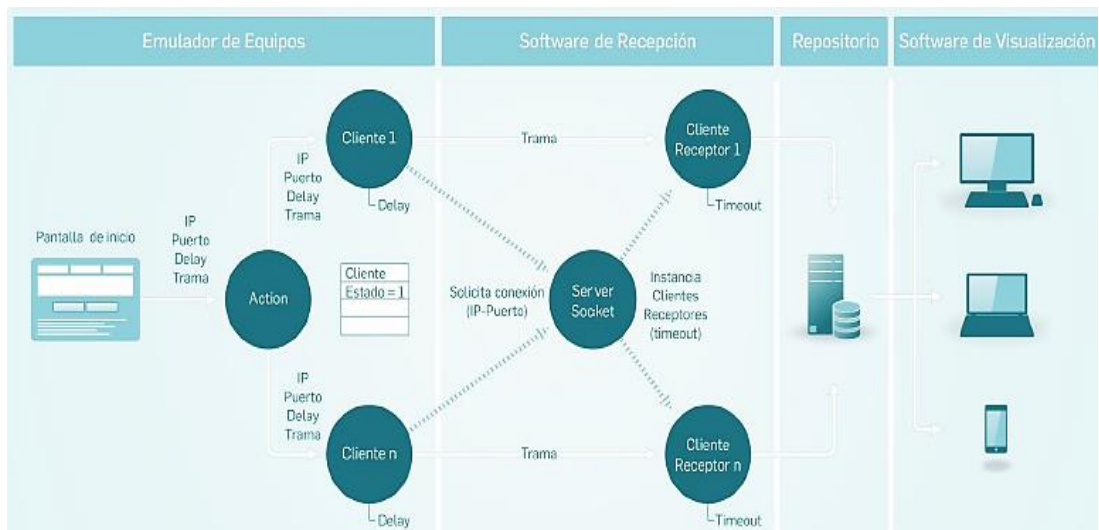 Emulador de Equipos
Software de Recepción
Repositorio
Software de Visualización
Pantalla de inicio
IP
Puerto
Delay
Trama
Action
IP
Puerto
Delay
Trama
Cliente 1
Delay
Cliente
Estado = 1
IP
Puerto
Delay
Trama
Cliente n
Delay
Trama
Solicita conexión
(IP-Puerto)
Server
Socket
Instancia
Clientes
Receptores
(timeout)
Cliente
Receptor 1
Timeout
Trama
Cliente
Receptor n
Timeout